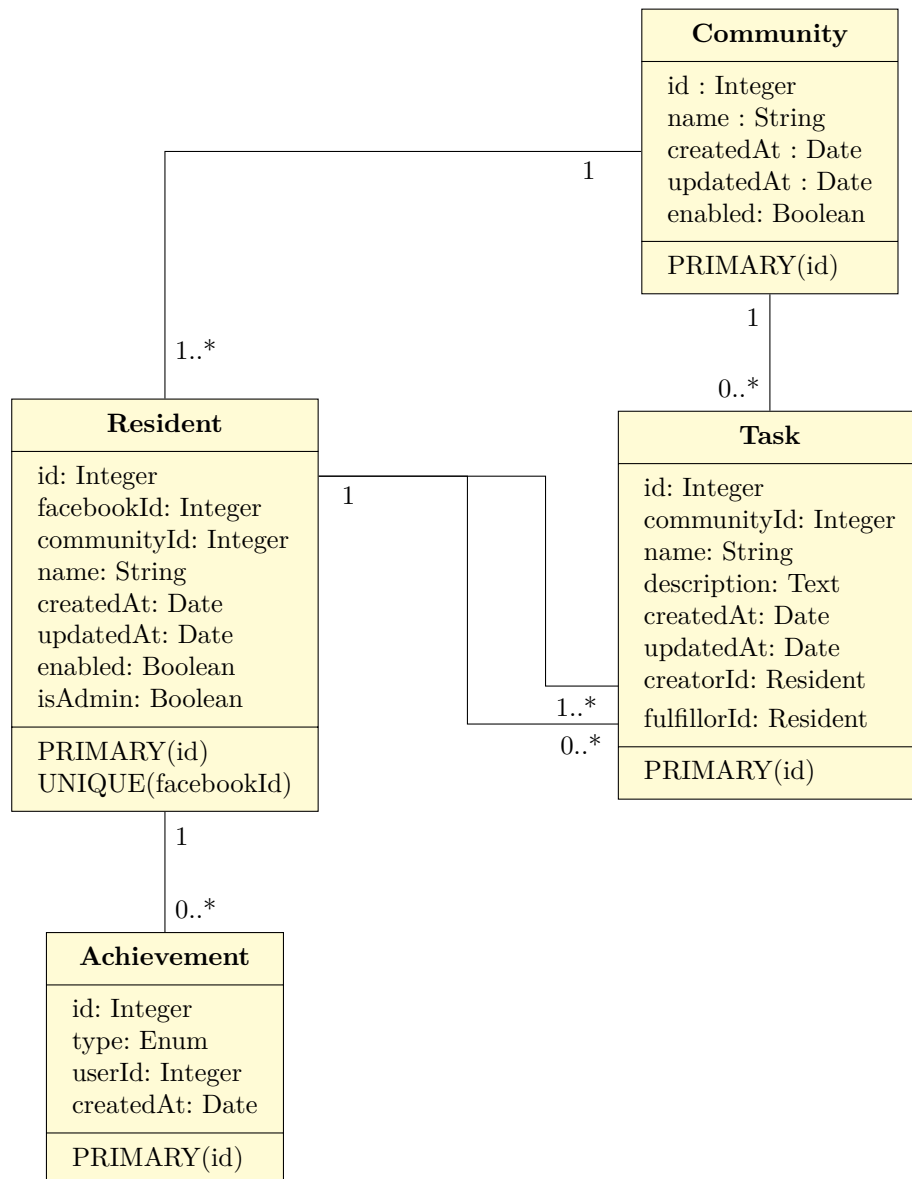 Community
id : Integer
name : String
createdAt : Date
updatedAt : Date
enabled: Boolean
PRIMARY(id)
1
1..*
1
0..*
Resident
id: Integer
facebookId: Integer
communityId: Integer
name: String
createdAt: Date
updatedAt: Date
enabled: Boolean
isAdmin: Boolean
PRIMARY(id)
UNIQUE(facebookId)
1
1..*
0..*
Task
id: Integer
communityId: Integer
name: String
description: Text
createdAt: Date
updatedAt: Date
creatorId: Resident
fulfillorId: Resident
PRIMARY(id)
1
0..*
Achievement
id: Integer
type: Enum
userId: Integer
createdAt: Date
PRIMARY(id)